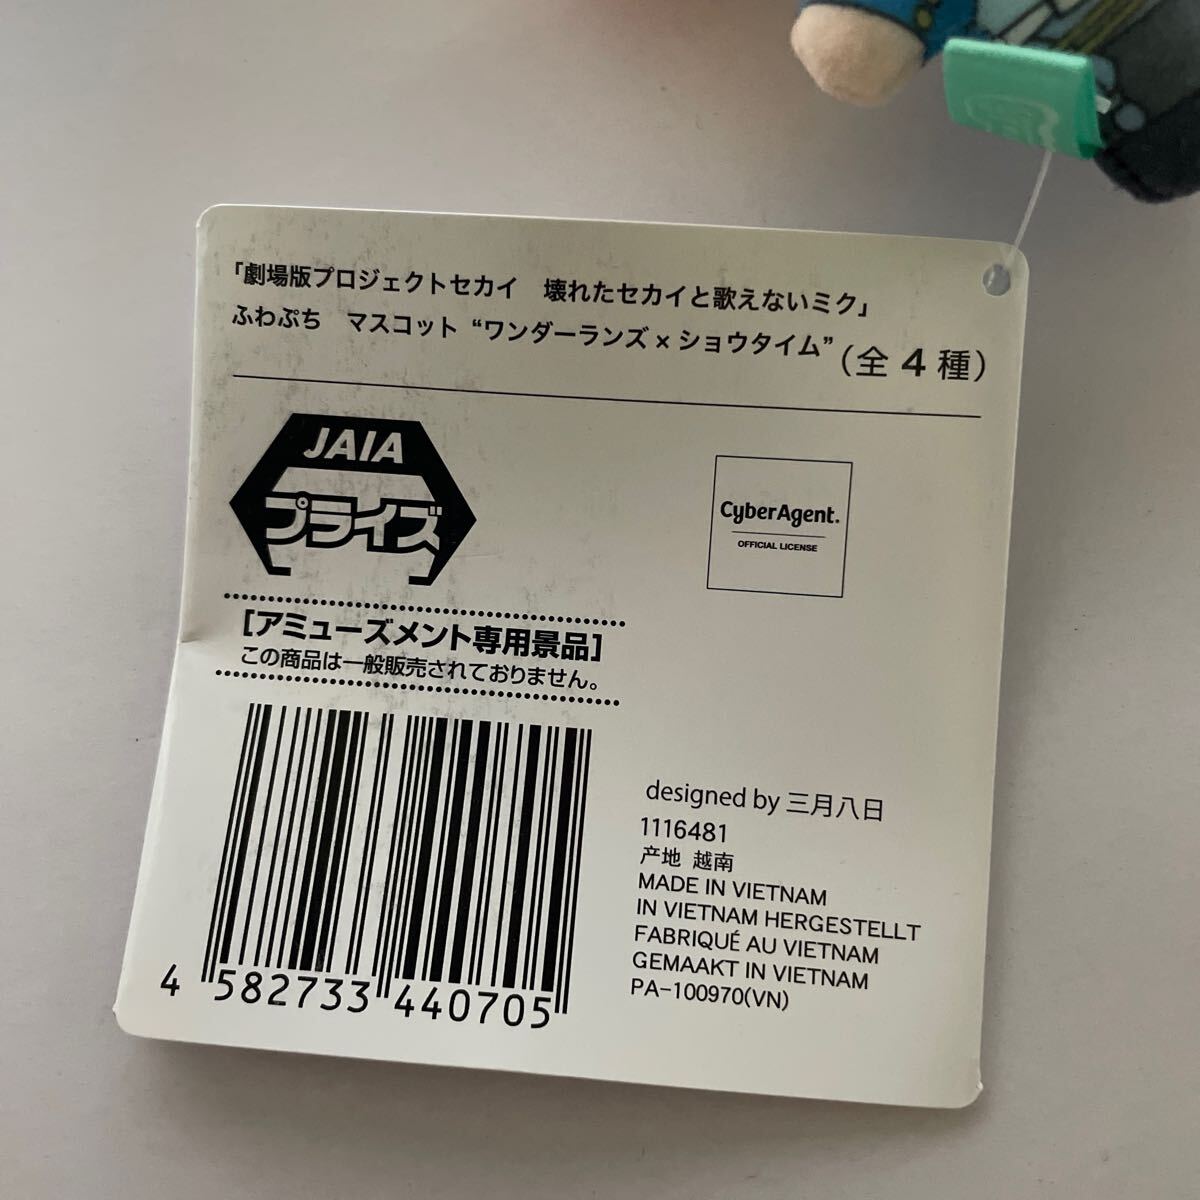 「劇場版プロジェクトセカイ　壊れたセカイと歌えないミク」
ふわぷち　マスコット “ワンダーランズ×ショウタイム”（全 4 種）
JAIA
プライズ
CyberAgent.
OFFICIAL LICENSE
［アミューズメント専用景品］
この商品は一般販売されておりません。
4 582733 440705
designed by 三月八日
1116481
产地 越南
MADE IN VIETNAM
IN VIETNAM HERGESTELLT
FABRIQUÉ AU VIETNAM
GEMAAKT IN VIETNAM
PA-100970(VN)